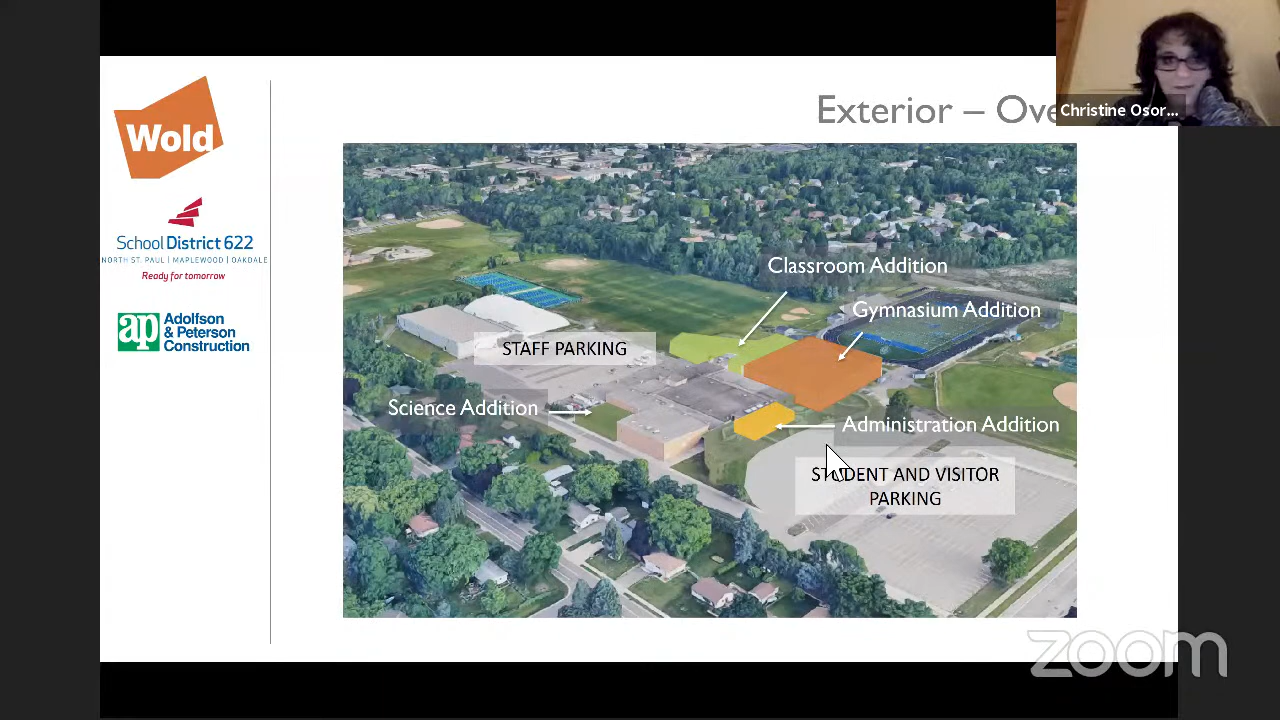 Wold
School District 622
NORTH ST. PAUL | MAPLEWOOD | OAKDALE
Ready for tomorrow
ap
Adolfson
& Peterson
Construction
Exterior –
Christine Osor...
Classroom Addition
Gymnasium Addition
STAFF PARKING
Science Addition
Administration Addition
STUDENT AND VISITOR
PARKING
zoom